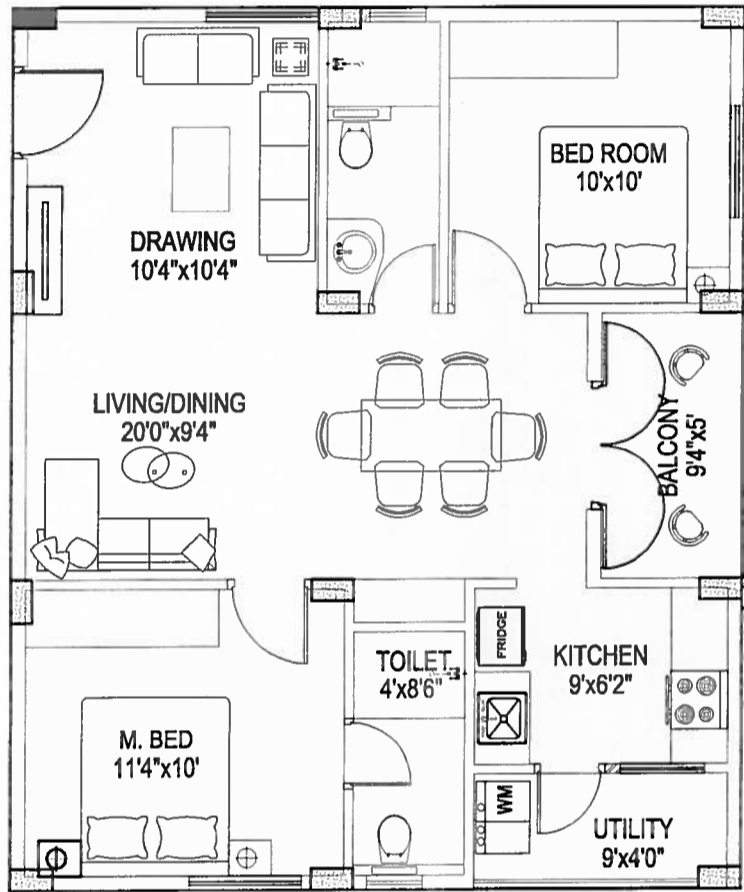 BED ROOM
10'x10'
DRAWING
10'4"x10'4"
LIVING/DINING
20'0"x9'4"
BALCONY
9'4"x5'
FRIDGE
KITCHEN
9'x6'2"
TOILET
4'x8'6"
M. BED
11'4"x10'
WM
UTILITY
9'x4'0"